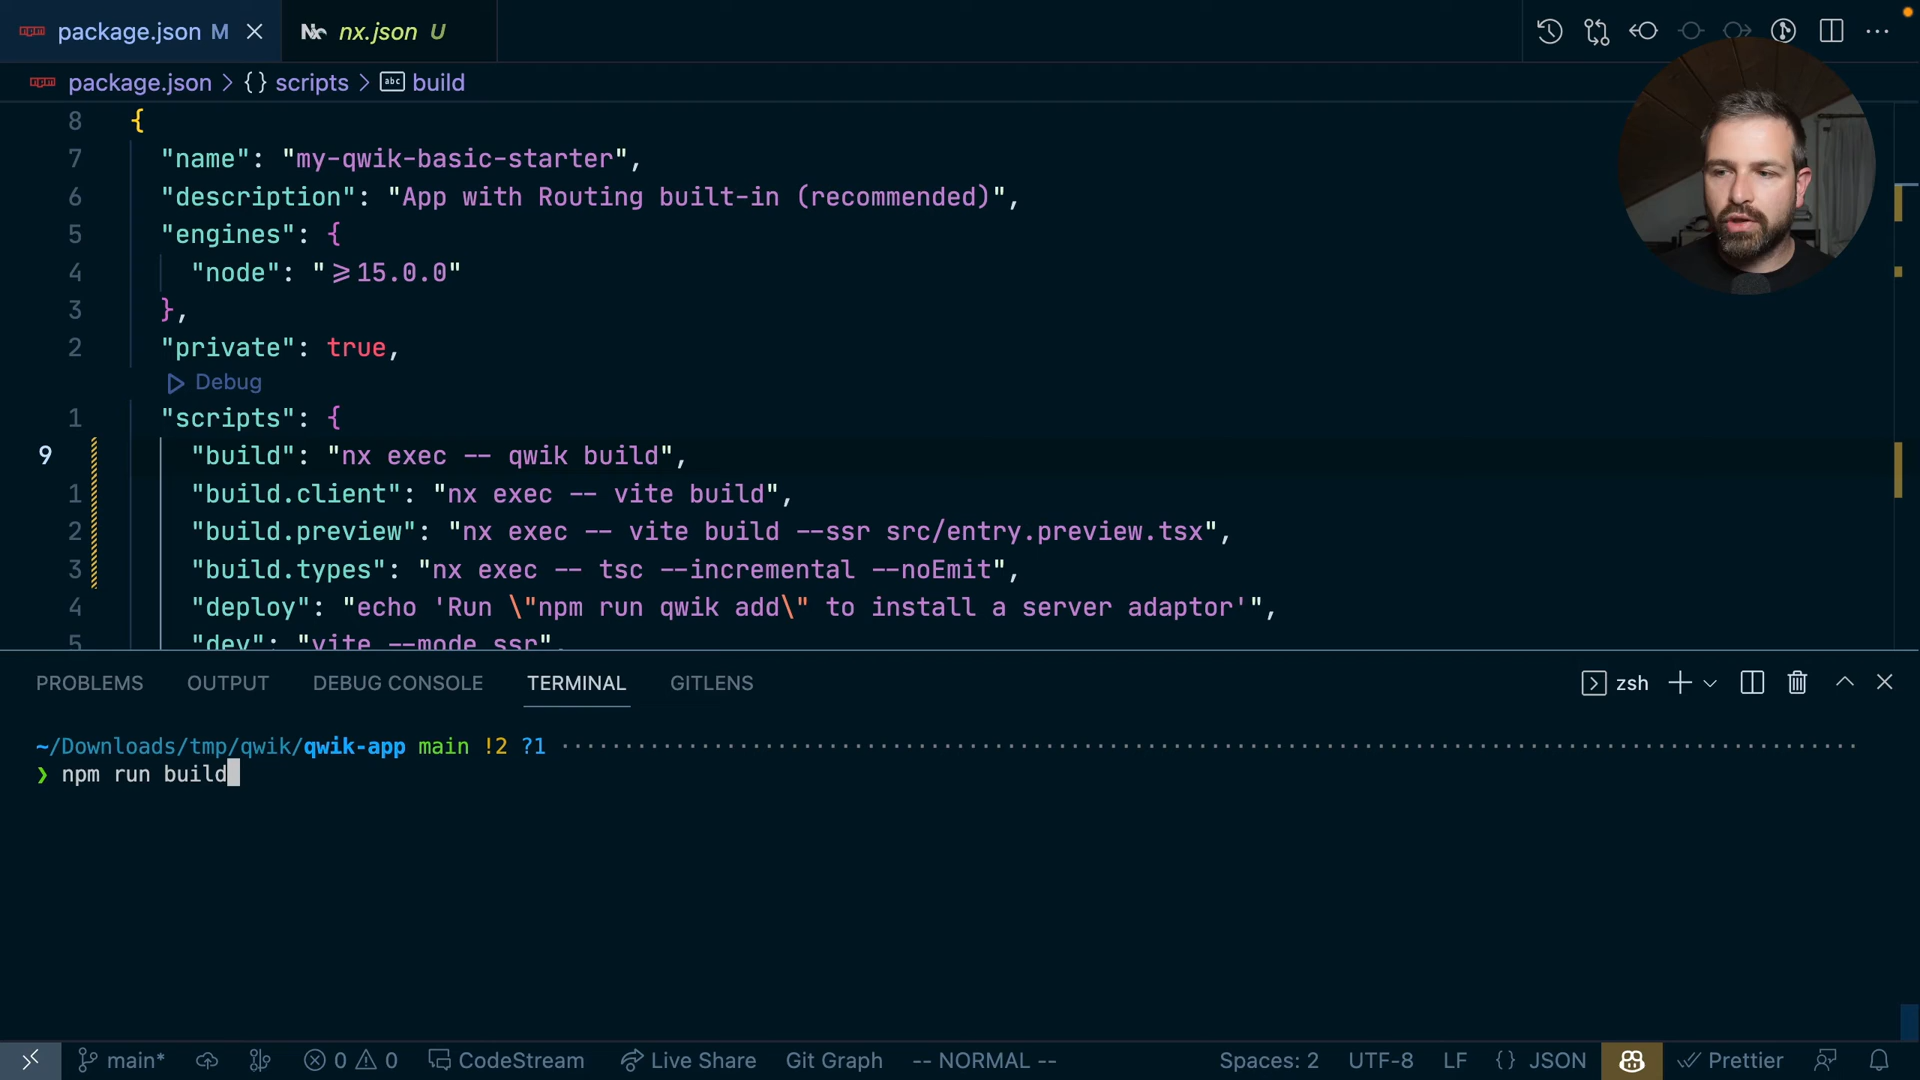 package.json M
nx.json U
package.json > {} scripts > abc build
8 {
7 "name": "my-qwik-basic-starter",
6 "description": "App with Routing built-in (recommended)",
5 "engines": {
4 "node": "≥15.0.0"
3 },
2 "private": true,
Debug
1 "scripts": {
9 "build": "nx exec -- qwik build",
1 "build.client": "nx exec -- vite build",
2 "build.preview": "nx exec -- vite build --ssr src/entry.preview.tsx",
3 "build.types": "nx exec -- tsc --incremental --noEmit",
4 "deploy": "echo 'Run \"npm run qwik add\" to install a server adaptor'",
5 "dev": "vite --mode ssr",
PROBLEMS OUTPUT DEBUG CONSOLE TERMINAL GITLENS zsh
~/Downloads/tmp/qwik/qwik-app main !2 ?1
❯ npm run build
main* 0 0 CodeStream Live Share Git Graph -- NORMAL -- Spaces: 2 UTF-8 LF {} JSON Prettier